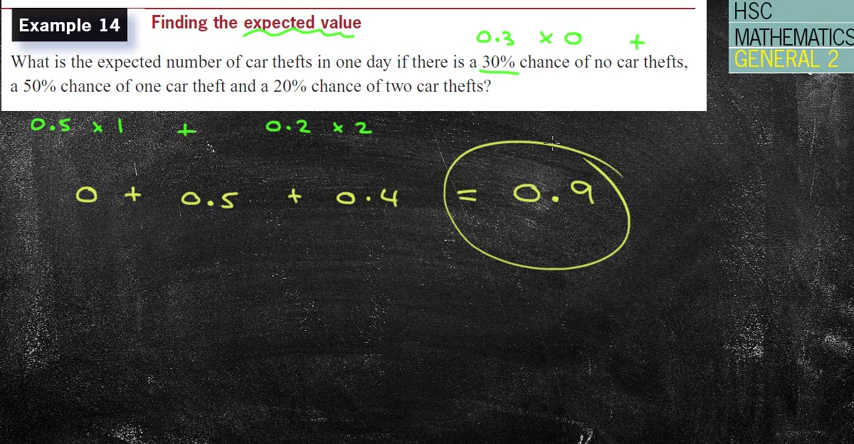 Example 14 Finding the expected value
0.3 × 0 +
What is the expected number of car thefts in one day if there is a 30% chance of no car thefts,
a 50% chance of one car theft and a 20% chance of two car thefts?
0.5 × 1 + 0.2 × 2
0 + 0.5 + 0.4 = 0.9
HSC
MATHEMATICS
GENERAL 2